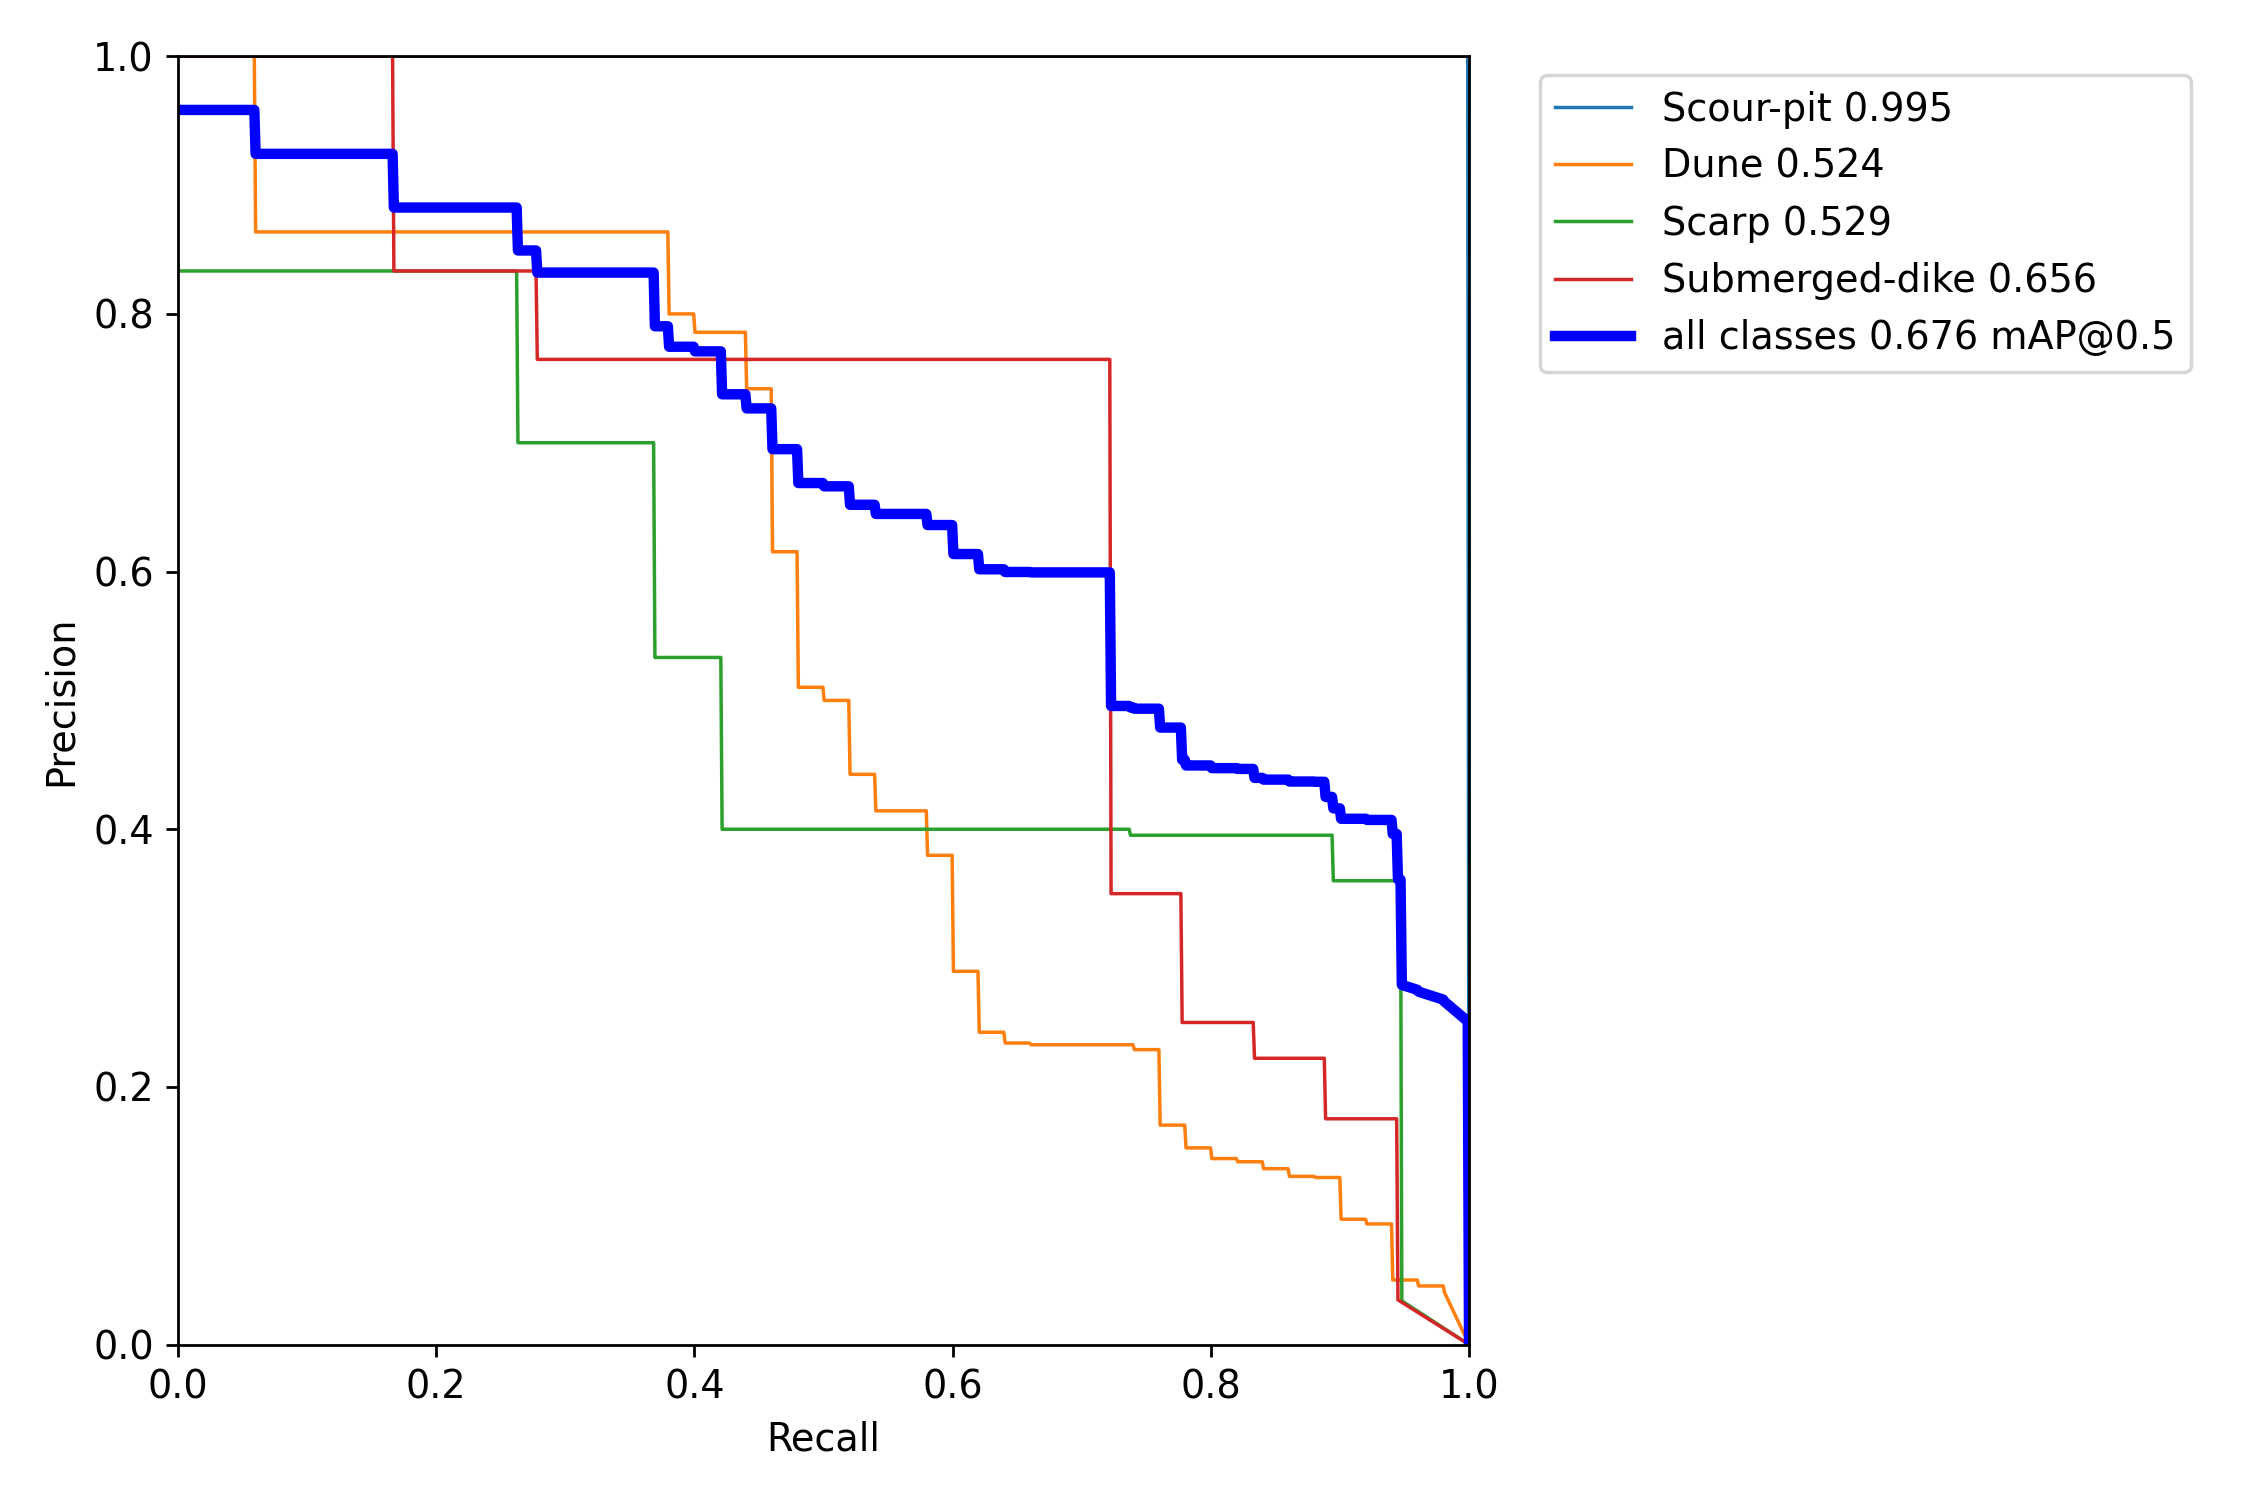 1.0
0.8
0.6
0.4
0.2
0.0
Precision
0.0 0.2 0.4 0.6 0.8 1.0
Recall
Scour-pit 0.995
Dune 0.524
Scarp 0.529
Submerged-dike 0.656
all classes 0.676 mAP@0.5